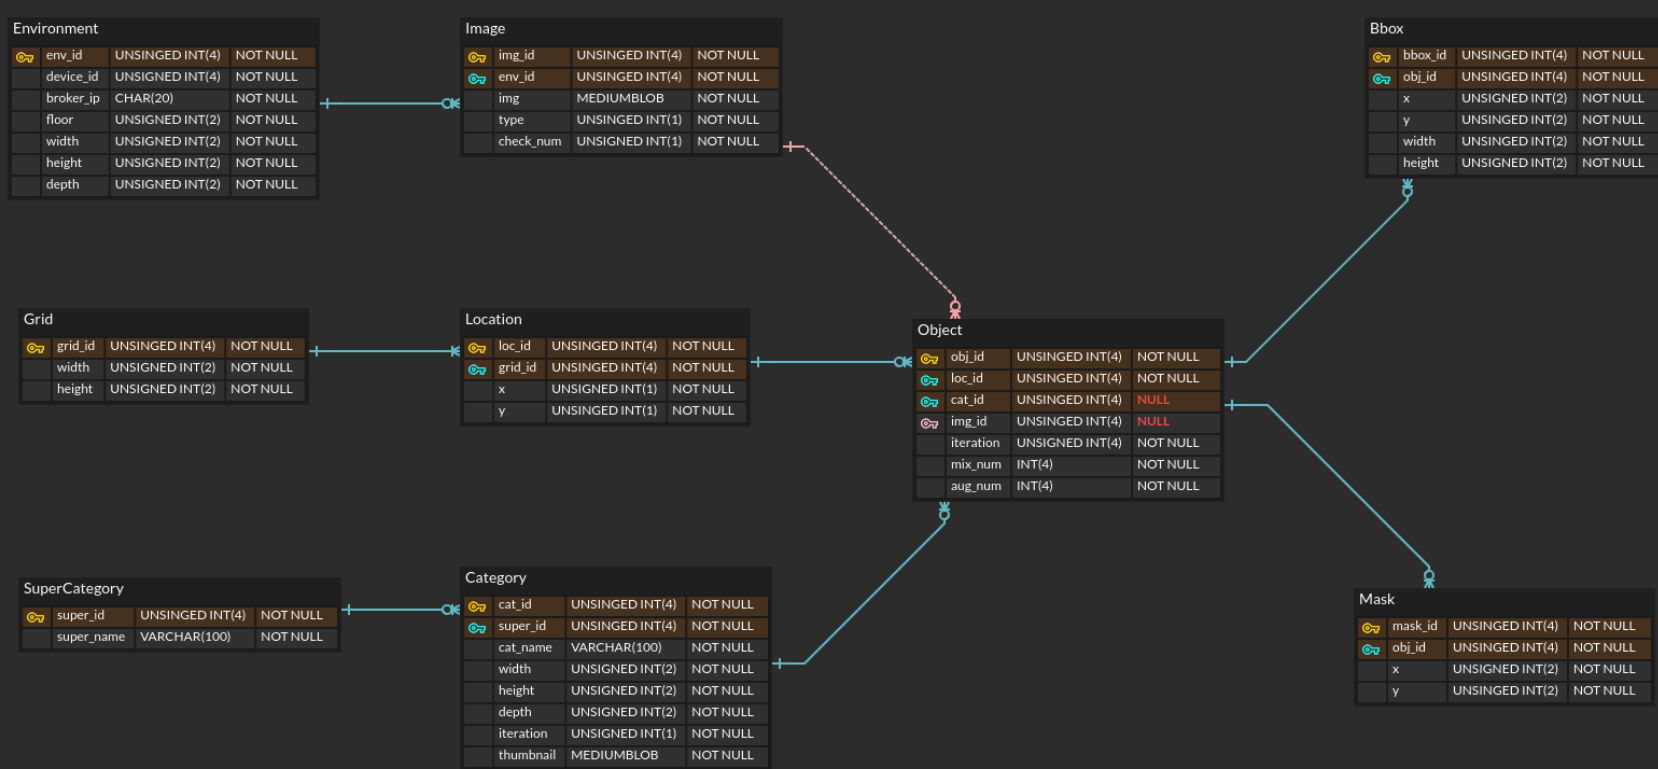 Environment
env_id UNSINGED INT(4) NOT NULL
device_id UNSIGNED INT(4) NOT NULL
broker_ip CHAR(20) NOT NULL
floor UNSIGNED INT(2) NOT NULL
width UNSIGNED INT(2) NOT NULL
height UNSIGNED INT(2) NOT NULL
depth UNSIGNED INT(2) NOT NULL
Image
img_id UNSINGED INT(4) NOT NULL
env_id UNSINGED INT(4) NOT NULL
img MEDIUMBLOB NOT NULL
type UNSINGED INT(1) NOT NULL
check_num UNSIGNED INT(1) NOT NULL
Bbox
bbox_id UNSINGED INT(4) NOT NULL
obj_id UNSINGED INT(4) NOT NULL
x UNSIGNED INT(2) NOT NULL
y UNSIGNED INT(2) NOT NULL
width UNSIGNED INT(2) NOT NULL
height UNSIGNED INT(2) NOT NULL
Grid
grid_id UNSINGED INT(4) NOT NULL
width UNSIGNED INT(2) NOT NULL
height UNSIGNED INT(2) NOT NULL
Location
loc_id UNSINGED INT(4) NOT NULL
grid_id UNSINGED INT(4) NOT NULL
x UNSIGNED INT(1) NOT NULL
y UNSINGED INT(1) NOT NULL
Object
obj_id UNSINGED INT(4) NOT NULL
loc_id UNSINGED INT(4) NOT NULL
cat_id UNSINGED INT(4) NULL
img_id UNSINGED INT(4) NULL
iteration UNSIGNED INT(4) NOT NULL
mix_num INT(4) NOT NULL
aug_num INT(4) NOT NULL
SuperCategory
super_id UNSINGED INT(4) NOT NULL
super_name VARCHAR(100) NOT NULL
Category
cat_id UNSINGED INT(4) NOT NULL
super_id UNSINGED INT(4) NOT NULL
cat_name VARCHAR(100) NOT NULL
width UNSIGNED INT(2) NOT NULL
height UNSIGNED INT(2) NOT NULL
depth UNSIGNED INT(2) NOT NULL
iteration UNSIGNED INT(1) NOT NULL
thumbnail MEDIUMBLOB NOT NULL
Mask
mask_id UNSINGED INT(4) NOT NULL
obj_id UNSINGED INT(4) NOT NULL
x UNSIGNED INT(2) NOT NULL
y UNSINGED INT(2) NOT NULL